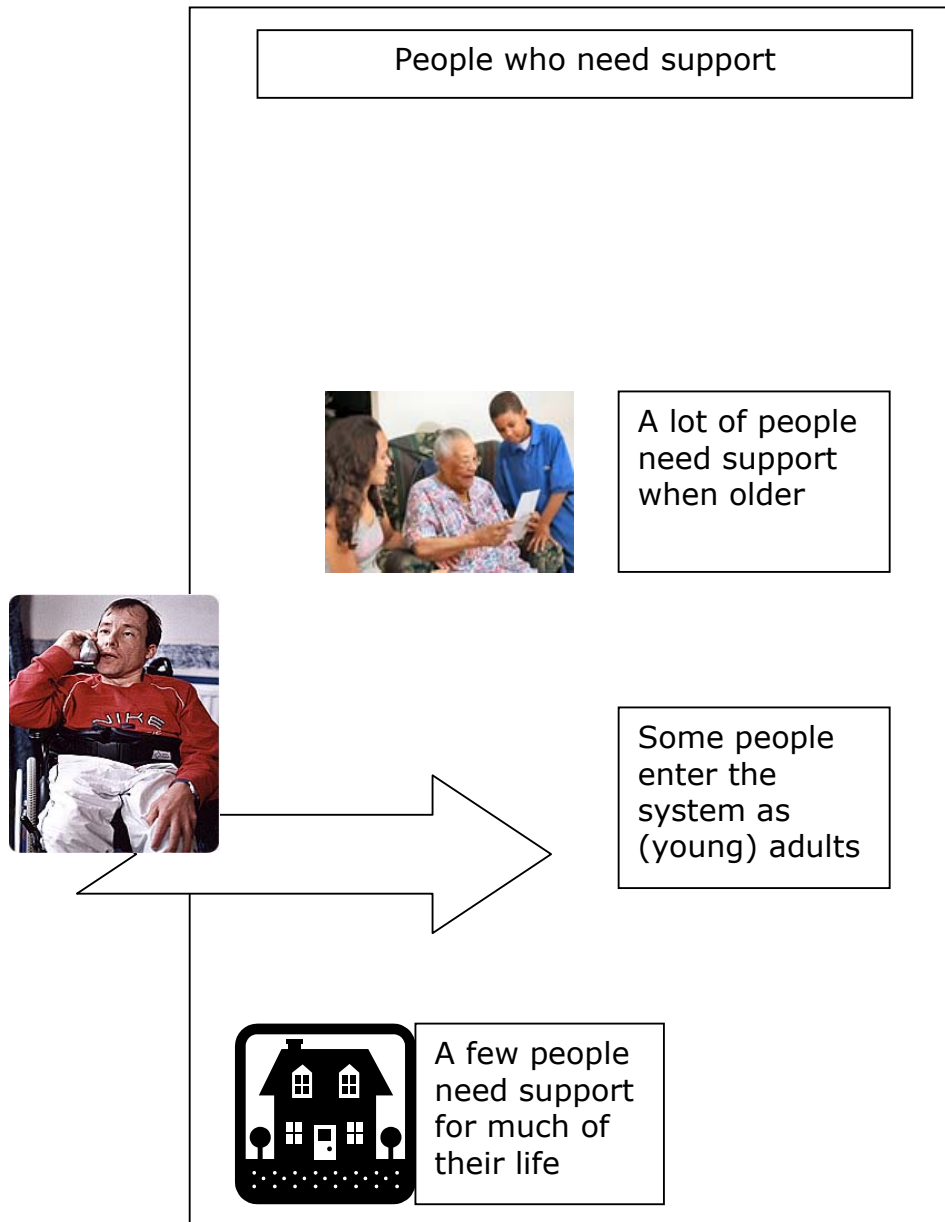 People who need support
A lot of people
need support
when older
NIKE
Some people
enter the
system as
(young) adults
A few people
need support
for much of
their life